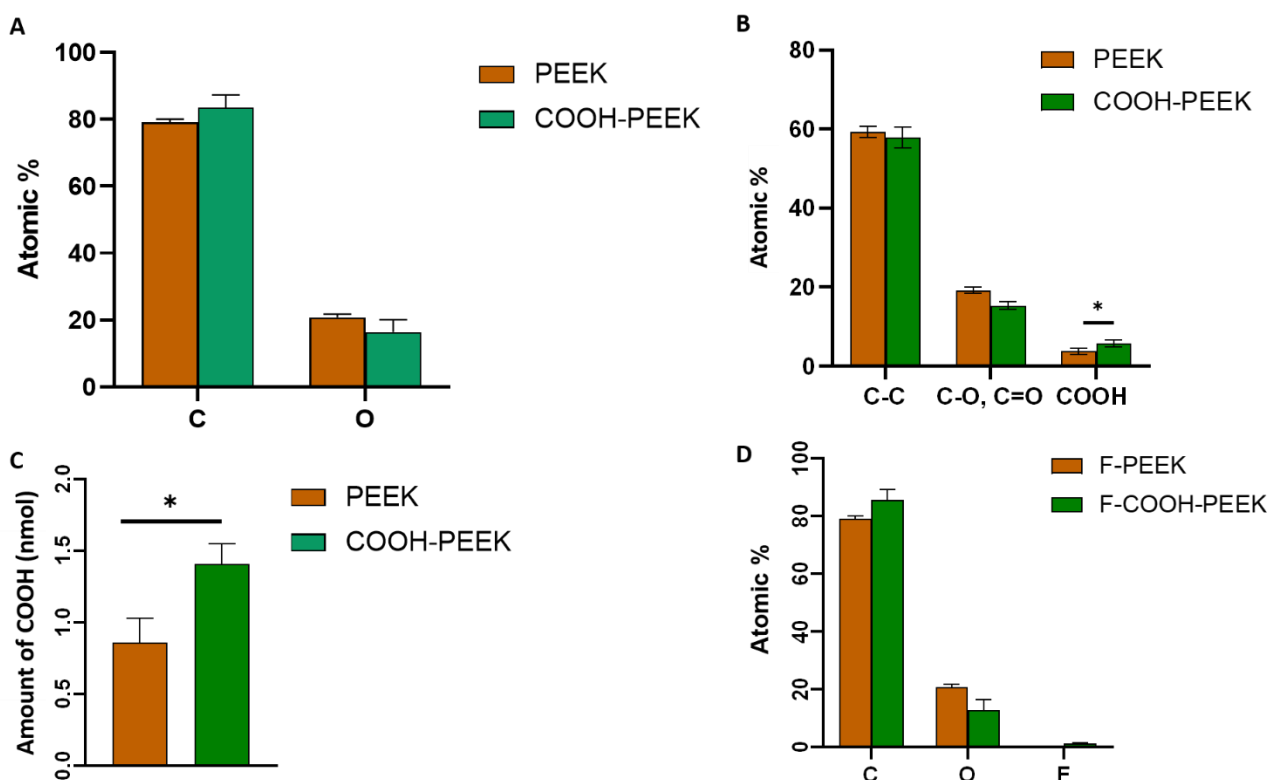 A
100
80
60
40
20
0
Atomic %
C
O
PEEK
COOH-PEEK
B
80
60
40
20
0
Atomic %
C-C
C-O, C=O
COOH
*
PEEK
COOH-PEEK
C
2.0
1.5
1.0
0.5
0.0
Amount of COOH (nmol)
*
PEEK
COOH-PEEK
D
100
80
60
40
20
0
Atomic %
C
O
F
F-PEEK
F-COOH-PEEK